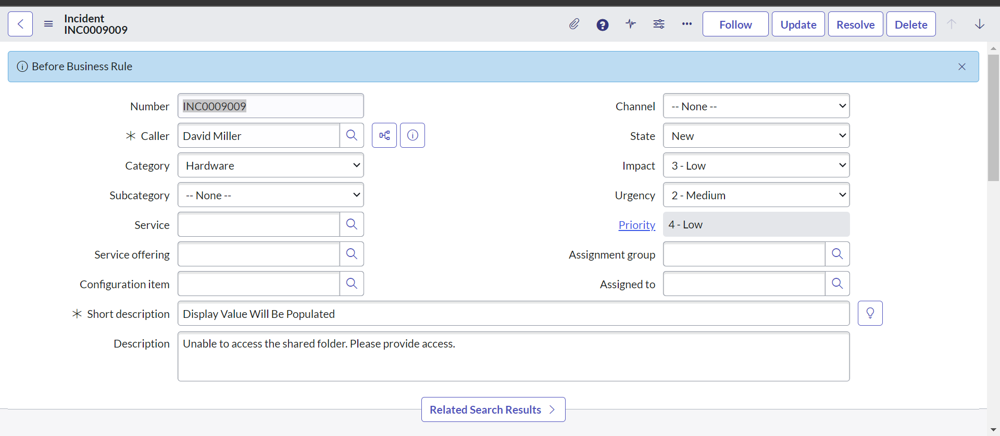 Incident
INC0009009
Follow
Update
Resolve
Delete
Before Business Rule
Number
INC0009009
Channel
-- None --
Caller
David Miller
State
New
Category
Hardware
Impact
3 - Low
Subcategory
-- None --
Urgency
2 - Medium
Service
Priority
4 - Low
Service offering
Assignment group
Configuration item
Assigned to
Short description
Display Value Will Be Populated
Description
Unable to access the shared folder. Please provide access.
Related Search Results